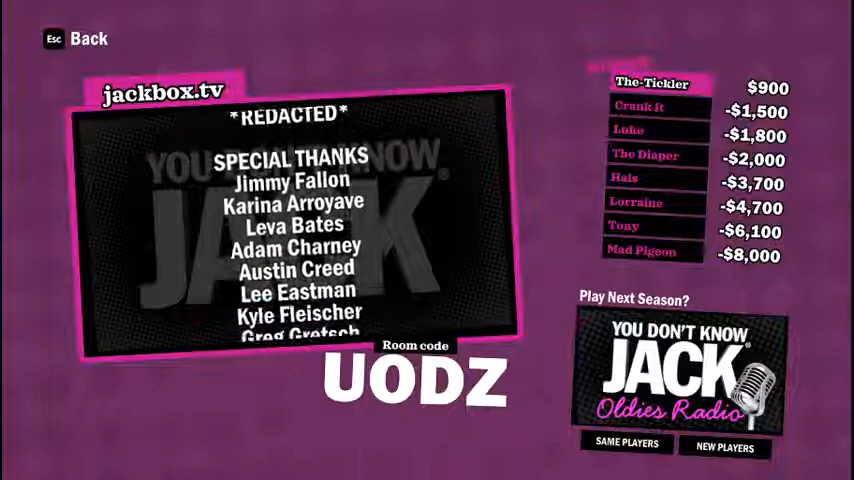 Esc Back
jackbox.tv
*REDACTED*
SPECIAL THANKS
Jimmy Fallon
Karina Arroyave
Leva Bates
Adam Charney
Austin Creed
Lee Eastman
Kyle Fleischer
Greg Gretsch
YOU DON'T KNOW
JACK®
Room code
UODZ
The-Tickler $900
Crank It -$1,500
Luke -$1,800
The Diaper -$2,000
Hals -$3,700
Lorraine -$4,700
Tony -$6,100
Mad Pigeon -$8,000
Play Next Season?
YOU DON'T KNOW
JACK®
Oldies Radio
SAME PLAYERS
NEW PLAYERS